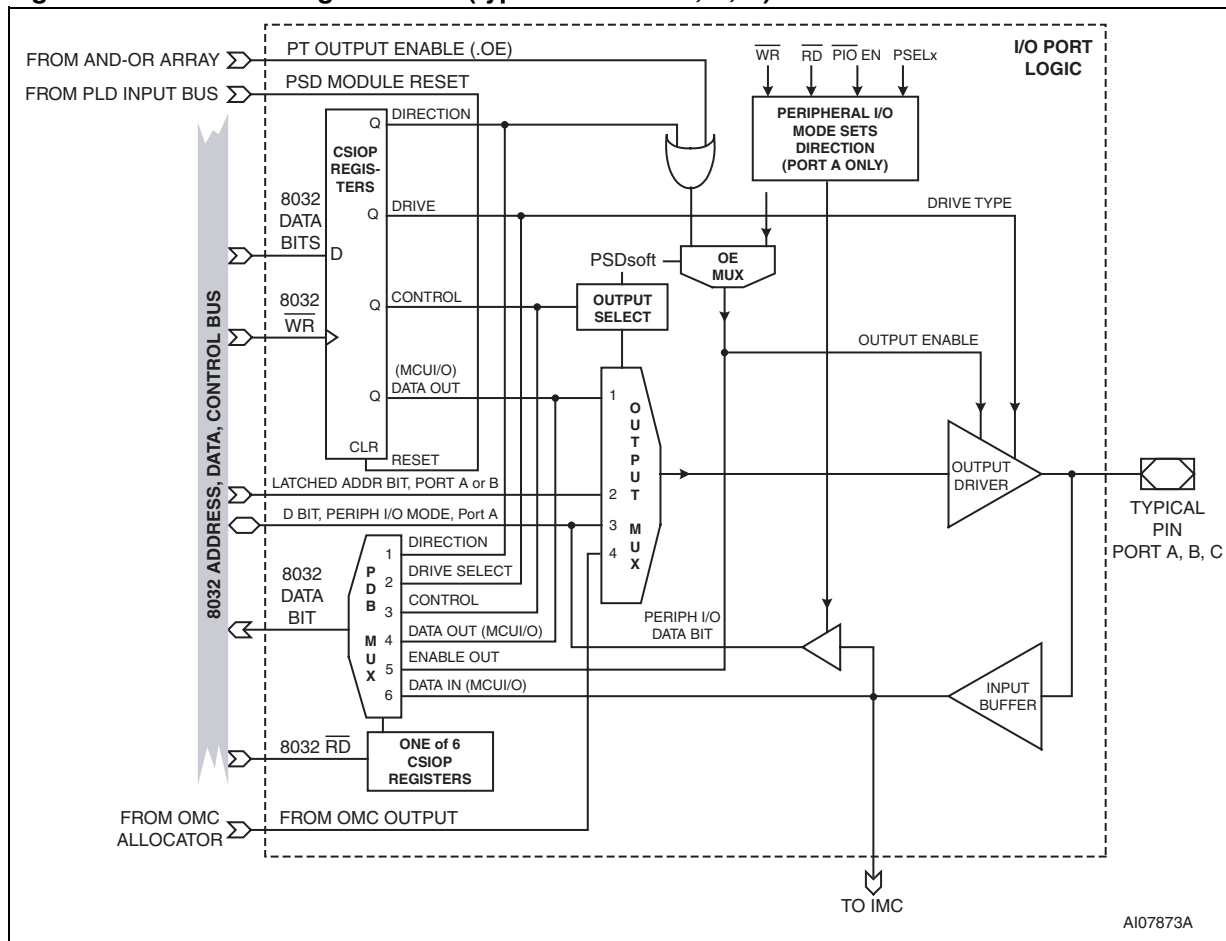 FROM AND-OR ARRAY
PT OUTPUT ENABLE (.OE)
FROM PLD INPUT BUS
PSD MODULE RESET
I/O PORT
LOGIC
WR RD PIO EN PSELx
PERIPHERAL I/O
MODE SETS
DIRECTION
(PORT A ONLY)
8032 ADDRESS, DATA, CONTROL BUS
8032
DATA
BITS
8032
WR
CSIOP
REGIS-
TERS
D
CLR
Q DIRECTION
Q DRIVE
Q CONTROL
(MCUI/O)
Q DATA OUT
RESET
DRIVE TYPE
PSDsoft
OE
MUX
OUTPUT
SELECT
OUTPUT ENABLE
1
2
3
4
OUTPUT MUX
OUTPUT
DRIVER
TYPICAL
PIN
PORT A, B, C
LATCHED ADDR BIT, PORT A or B
D BIT, PERIPH I/O MODE, Port A
8032
DATA
BIT
PDB MUX
1 DIRECTION
2 DRIVE SELECT
3 CONTROL
4 DATA OUT (MCUI/O)
5 ENABLE OUT
6 DATA IN (MCUI/O)
PERIPH I/O
DATA BIT
INPUT
BUFFER
8032 RD
ONE of 6
CSIOP
REGISTERS
FROM OMC
ALLOCATOR
FROM OMC OUTPUT
TO IMC
AI07873A